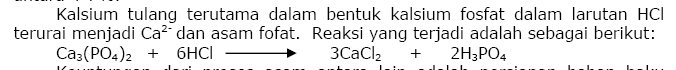 Kalsium tulang terutama dalam bentuk kalsium fosfat dalam larutan HCl
terurai menjadi Ca²⁻ dan asam fofat. Reaksi yang terjadi adalah sebagai berikut:
Ca₃(PO₄)₂ + 6HCl ⟶ 3CaCl₂ + 2H₃PO₄